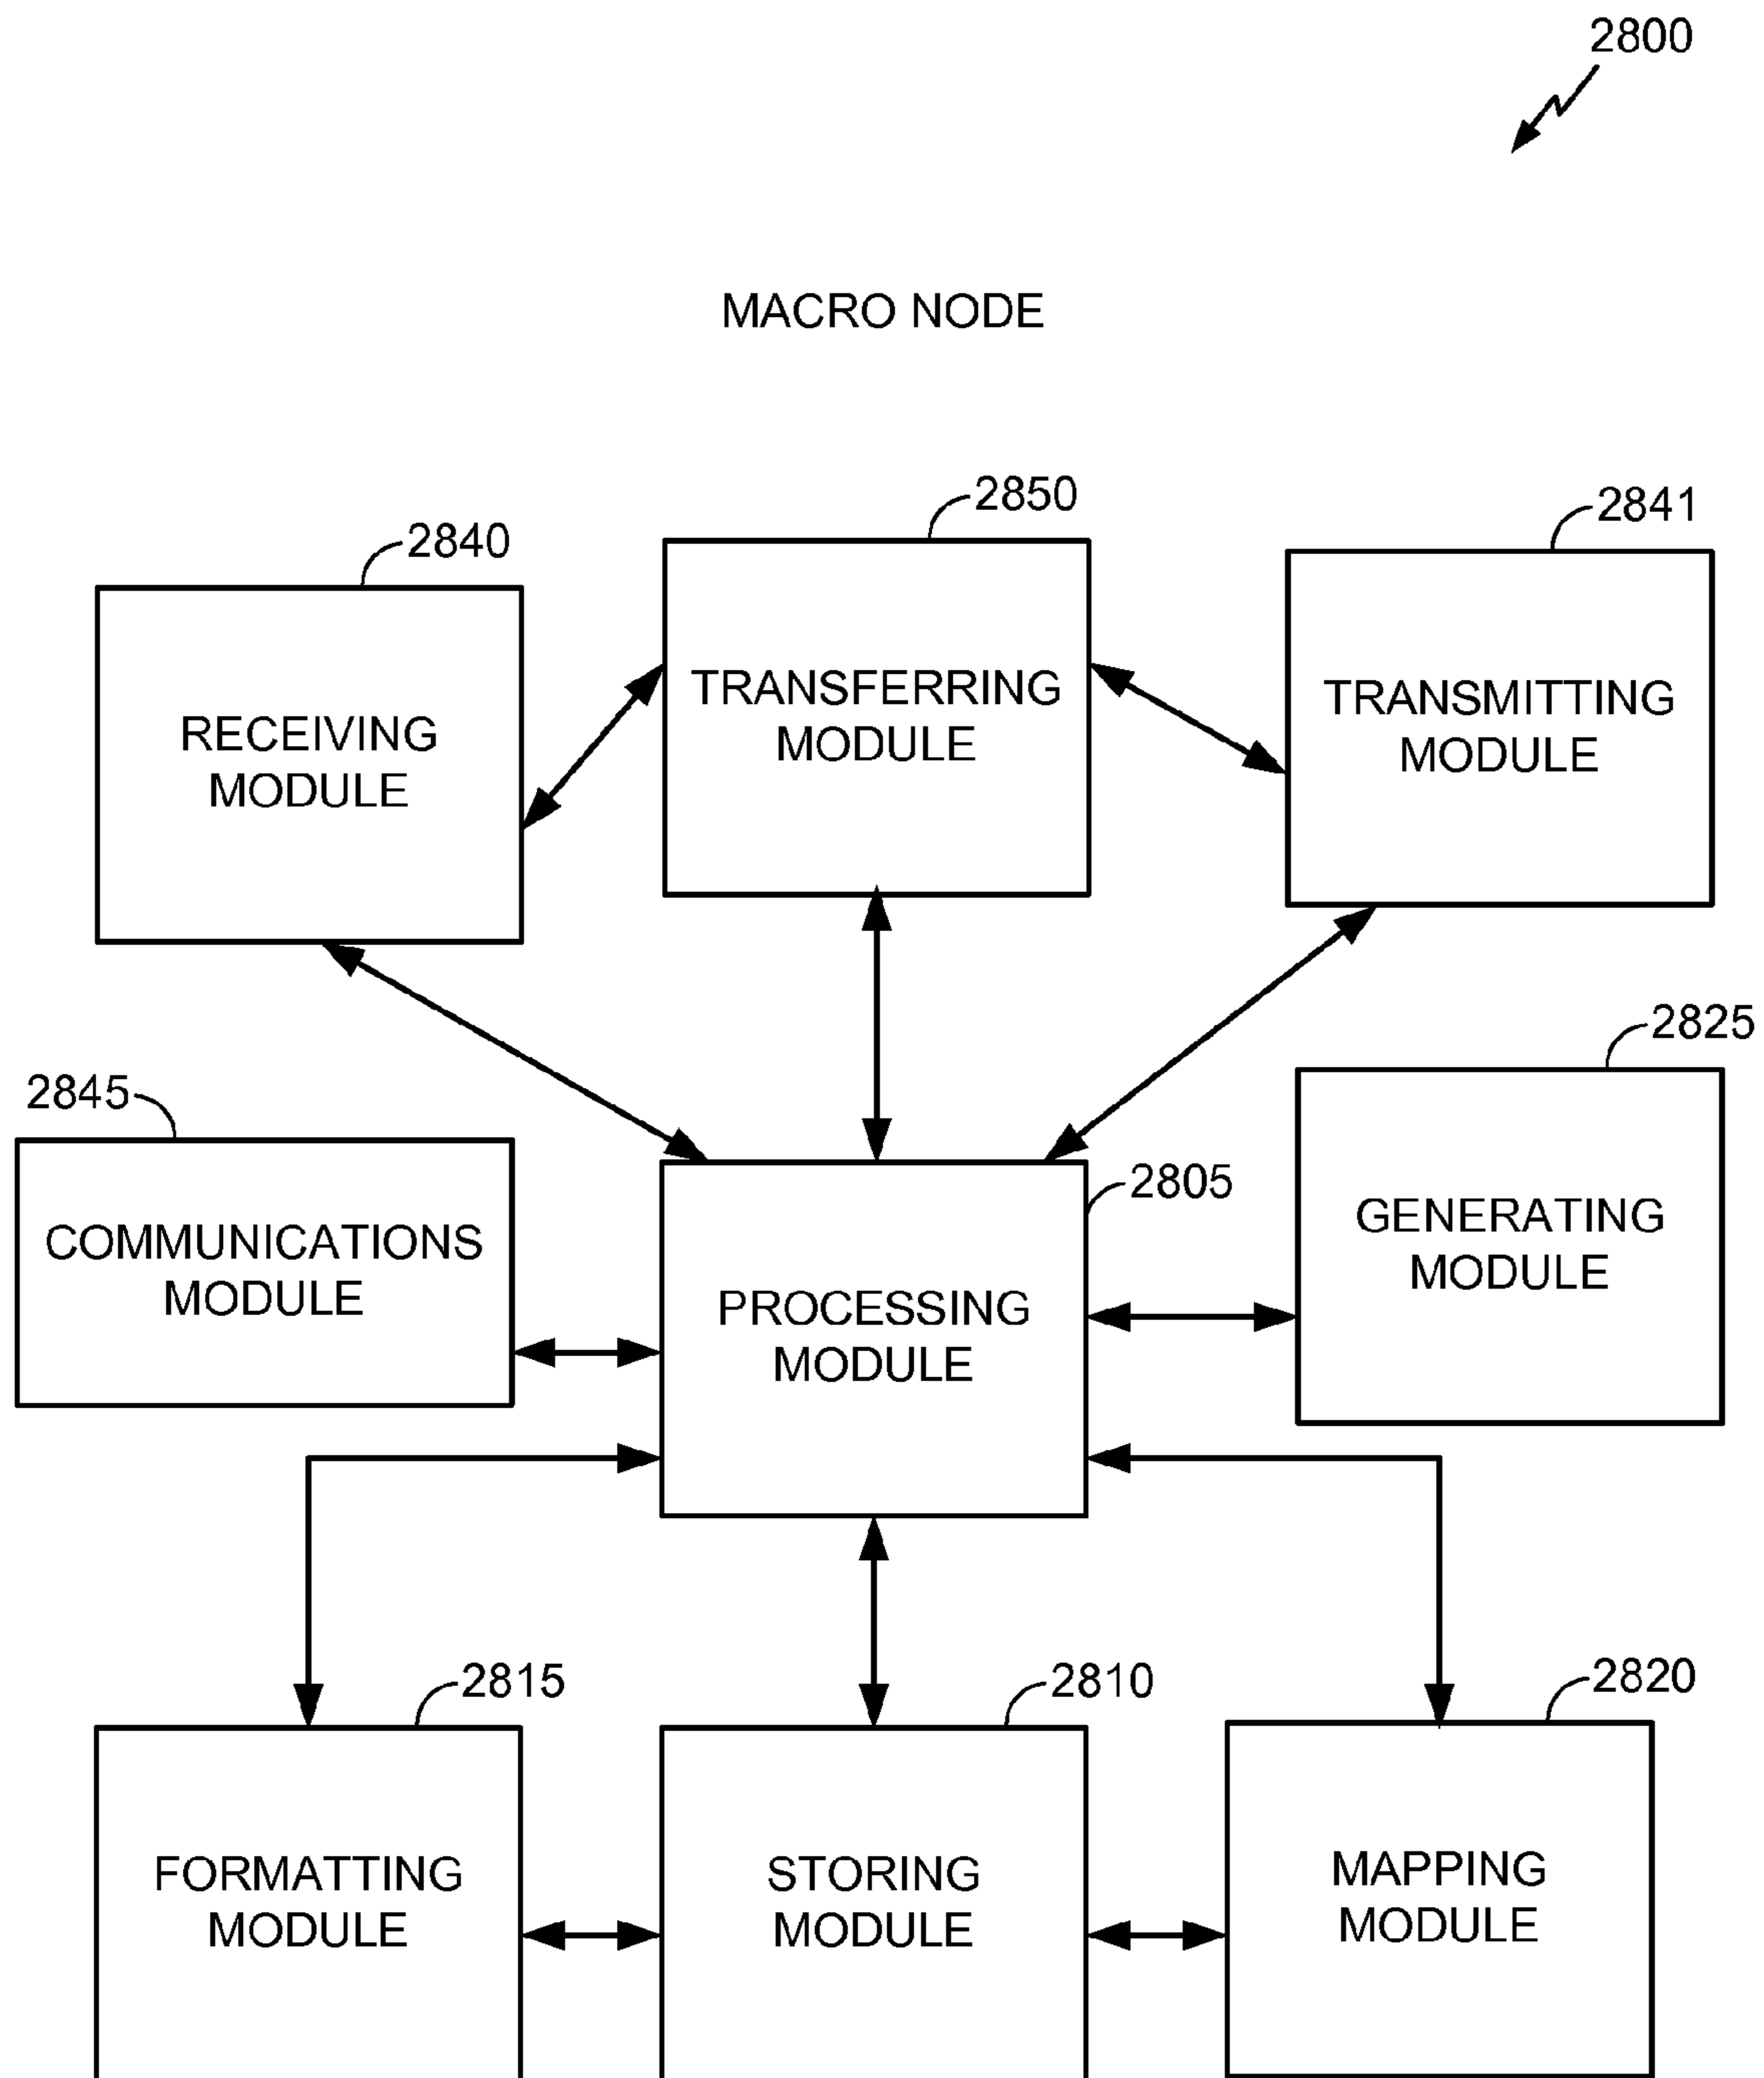 2800
MACRO NODE
2840
2850
2841
RECEIVING
MODULE
TRANSFERRING
MODULE
TRANSMITTING
MODULE
2845
2805
2825
COMMUNICATIONS
MODULE
PROCESSING
MODULE
GENERATING
MODULE
2815
2810
2820
FORMATTING
MODULE
STORING
MODULE
MAPPING
MODULE